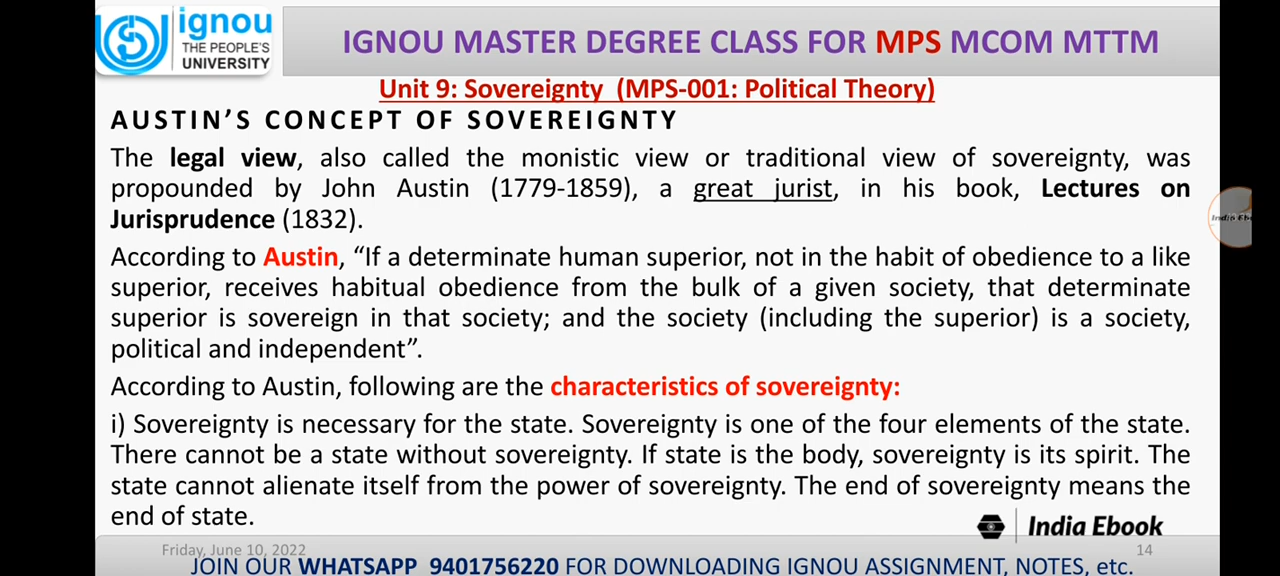 ignou
THE PEOPLE'S
UNIVERSITY
IGNOU MASTER DEGREE CLASS FOR MPS MCOM MTTM
Unit 9: Sovereignty (MPS-001: Political Theory)
AUSTIN'S CONCEPT OF SOVEREIGNTY
The legal view, also called the monistic view or traditional view of sovereignty, was
propounded by John Austin (1779-1859), a great jurist, in his book, Lectures on
Jurisprudence (1832).
According to Austin, “If a determinate human superior, not in the habit of obedience to a like
superior, receives habitual obedience from the bulk of a given society, that determinate
superior is sovereign in that society; and the society (including the superior) is a society,
political and independent”.
According to Austin, following are the characteristics of sovereignty:
i) Sovereignty is necessary for the state. Sovereignty is one of the four elements of the state.
There cannot be a state without sovereignty. If state is the body, sovereignty is its spirit. The
state cannot alienate itself from the power of sovereignty. The end of sovereignty means the
end of state.
India Eb
India Ebook
Friday, June 10, 2022
14
JOIN OUR WHATSAPP 9401756220 FOR DOWNLOADING IGNOU ASSIGNMENT, NOTES, etc.